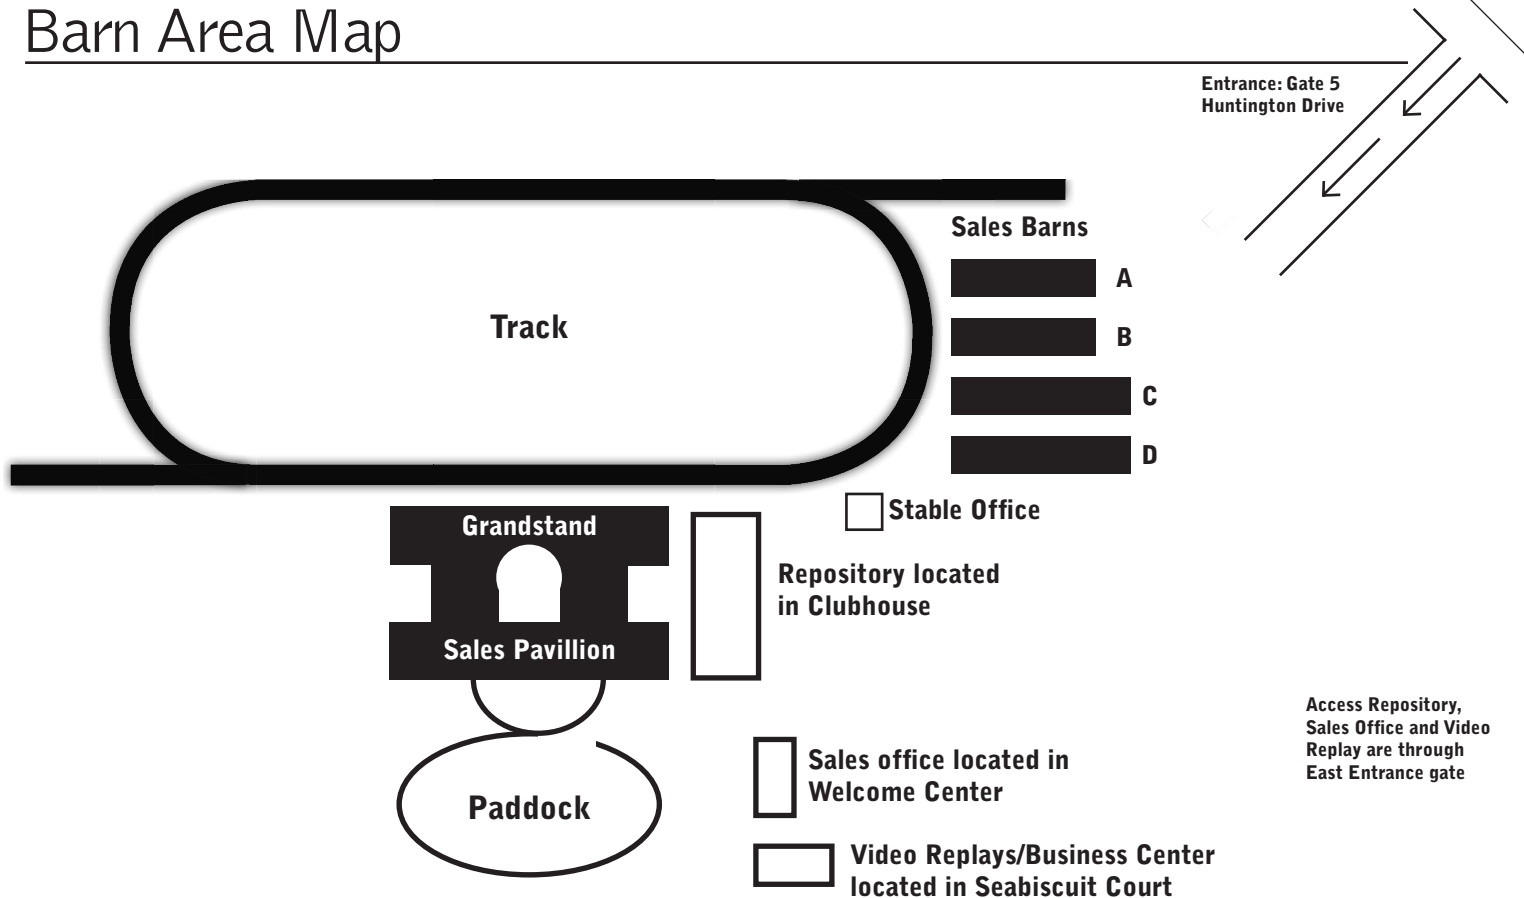 Barn Area Map
Entrance: Gate 5
Huntington Drive
Sales Barns
A
Track
B
C
D
Stable Office
Grandstand
Repository located
in Clubhouse
Sales Pavillion
Access Repository,
Sales Office and Video
Replay are through
East Entrance gate
Sales office located in
Welcome Center
Paddock
Video Replays/Business Center
located in Seabiscuit Court